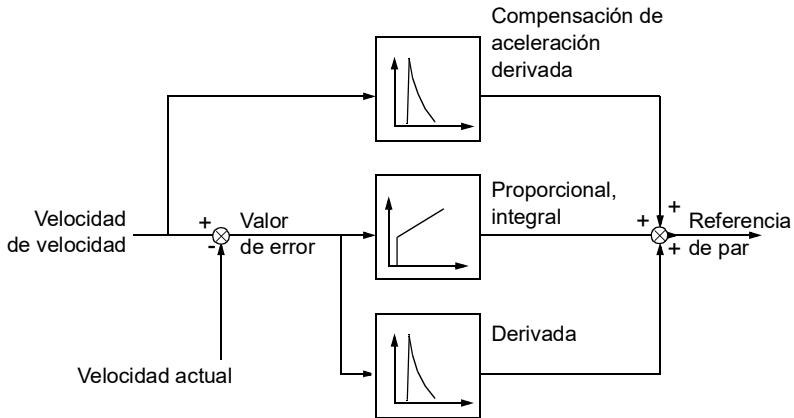 Compensación de
aceleración
derivada
Velocidad
de velocidad
+
-
Valor
de error
Proporcional,
integral
+
+
+
Referencia
de par
Derivada
Velocidad actual